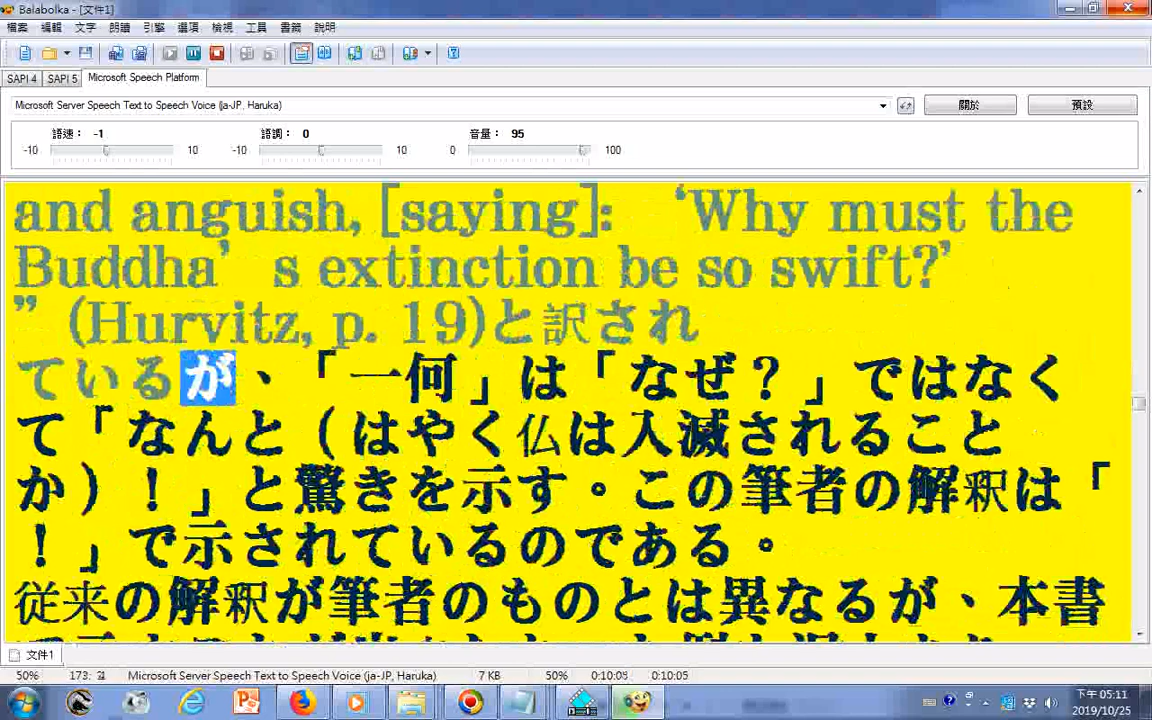 Balabolka - [文件1]
檔案 編輯 文字 朗讀 引擎 選項 檢視 工具 書籤 說明
SAPI 4 SAPI 5 Microsoft Speech Platform
Microsoft Server Speech Text to Speech Voice (ja-JP, Haruka) 關於 預設
語速： -1 語調： 0 音量： 95
-10 10 -10 10 0 100
and anguish, [saying]: ‘Why must the
Buddha’s extinction be so swift?’
” (Hurvitz, p. 19)と訳され
ているが、「一何」は「なぜ？」ではなく
て「なんと（はやく仏は入滅されること
か）！」と驚きを示す。この筆者の解釈は「
！」で示されているのである。
従来の解釈が筆者のものとは異なるが、本書
文件1
50% Microsoft Server Speech Text to Speech Voice (ja-JP, Haruka) 7 KB 50% 0:10:05
下午 05:11
2019/10/25